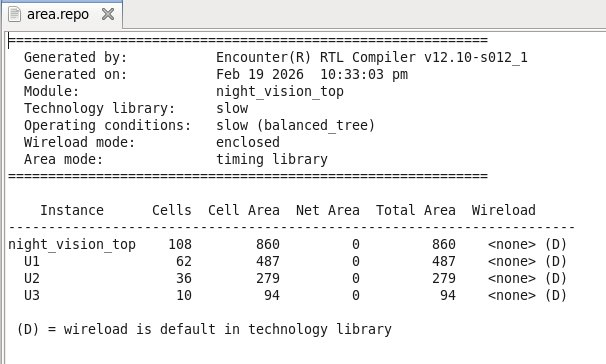 area.repo
============================================================
  Generated by:           Encounter(R) RTL Compiler v12.10-s012_1
  Generated on:           Feb 19 2026  10:33:03 pm
  Module:                 night_vision_top
  Technology library:     slow
  Operating conditions:   slow (balanced_tree)
  Wireload mode:          enclosed
  Area mode:              timing library
============================================================
    Instance      Cells  Cell Area  Net Area  Total Area  Wireload
-----------------------------------------------------------------------
night_vision_top    108        860         0         860    <none> (D)
  U1                 62        487         0         487    <none> (D)
  U2                 36        279         0         279    <none> (D)
  U3                 10         94         0          94    <none> (D)
 (D) = wireload is default in technology library